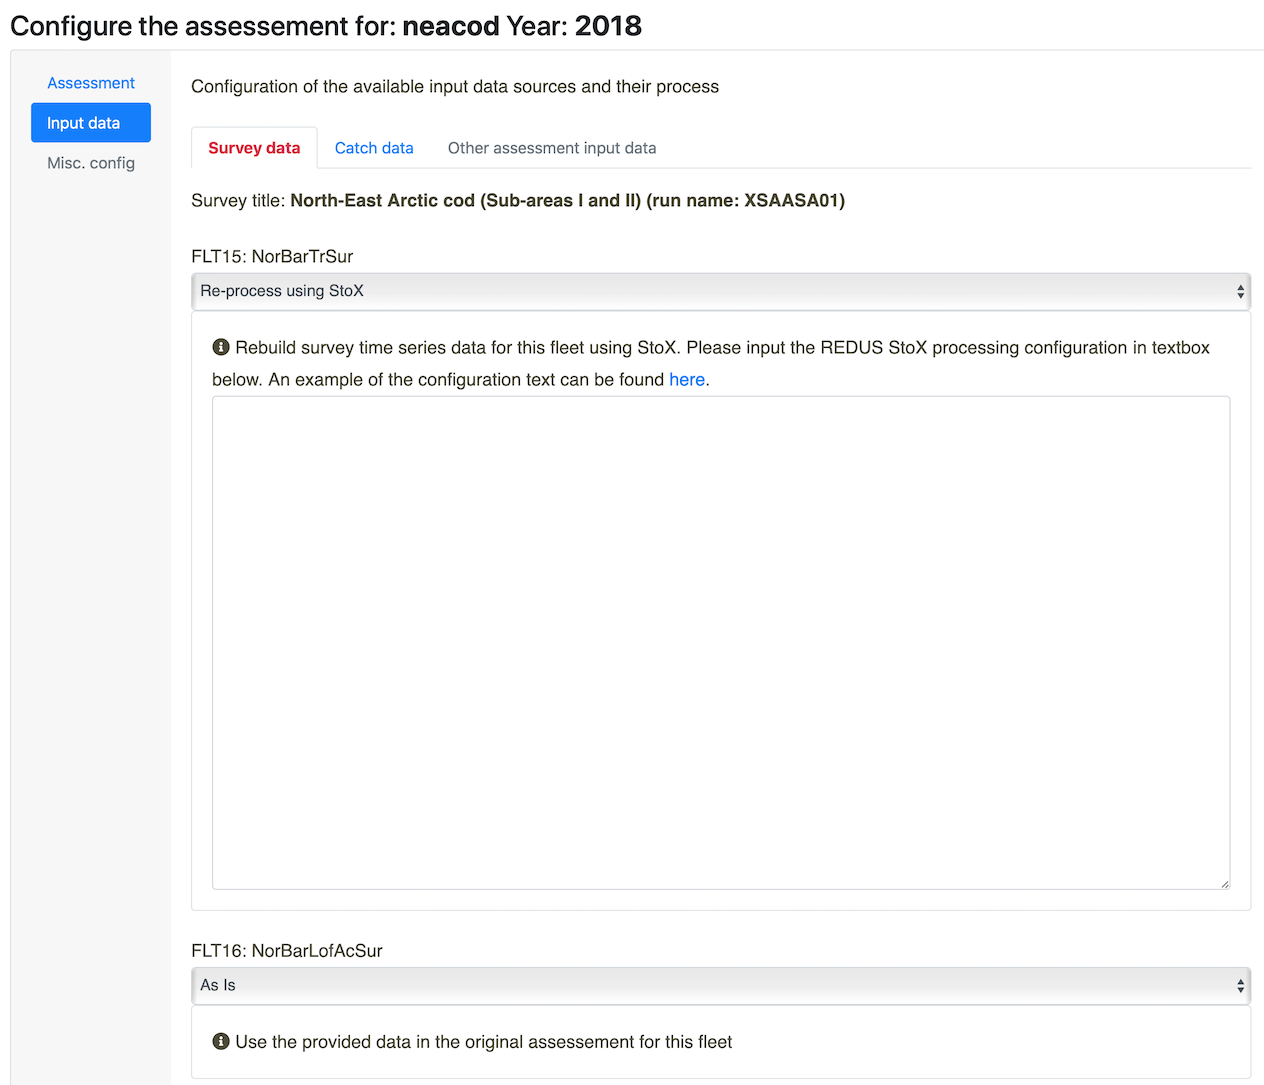 Configure the assessement for: neacod Year: 2018
Assessment
Input data
Misc. config
Configuration of the available input data sources and their process
Survey data
Catch data
Other assessment input data
Survey title: North-East Arctic cod (Sub-areas I and II) (run name: XSAASA01)
FLT15: NorBarTrSur
Re-process using StoX
Rebuild survey time series data for this fleet using StoX. Please input the REDUS StoX processing configuration in textbox
below. An example of the configuration text can be found here.
FLT16: NorBarLofAcSur
As Is
Use the provided data in the original assessement for this fleet